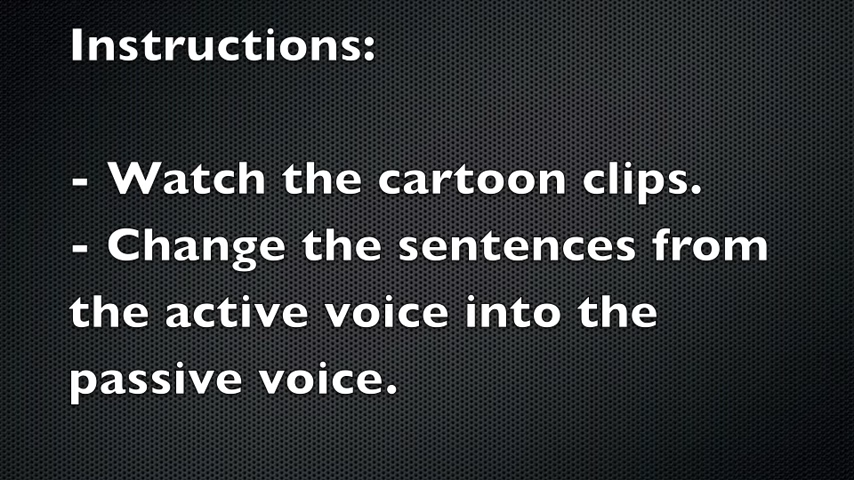 Instructions:
- Watch the cartoon clips.
- Change the sentences from
the active voice into the
passive voice.